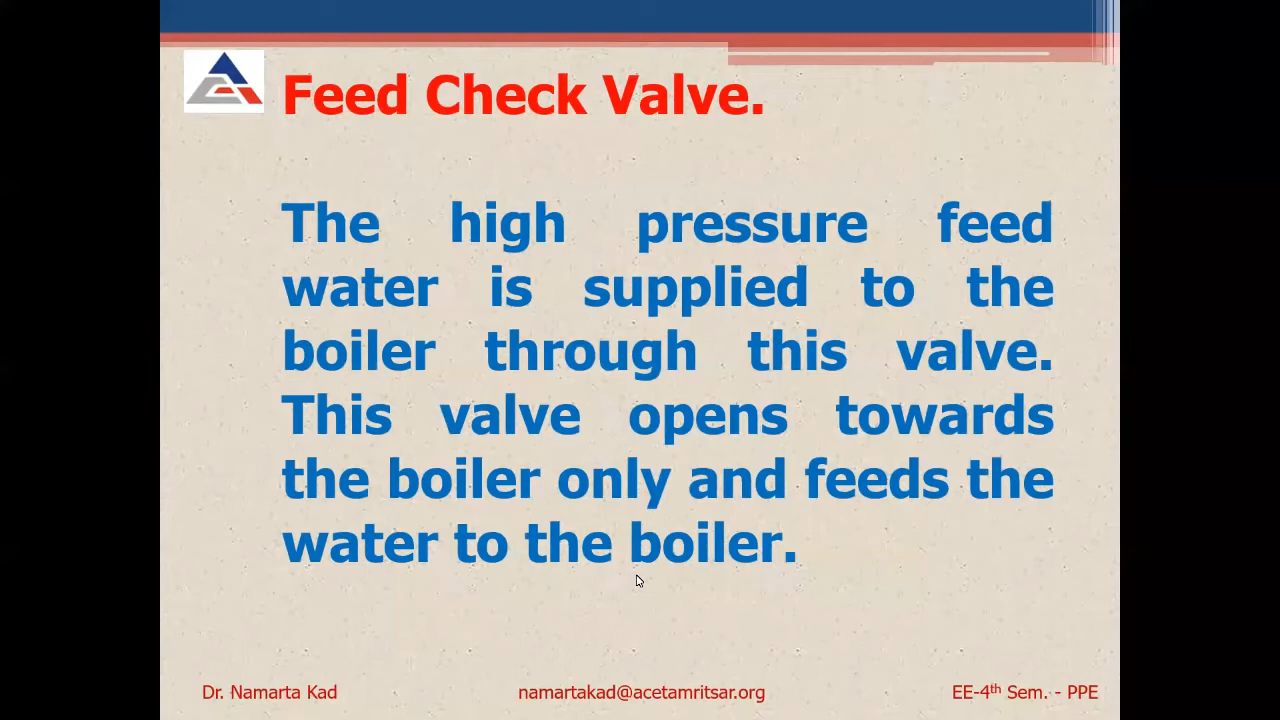 Feed Check Valve.
The high pressure feed
water is supplied to the
boiler through this valve.
This valve opens towards
the boiler only and feeds the
water to the boiler.
Dr. Namarta Kad namartakad@acetamritsar.org EE-4th Sem. - PPE